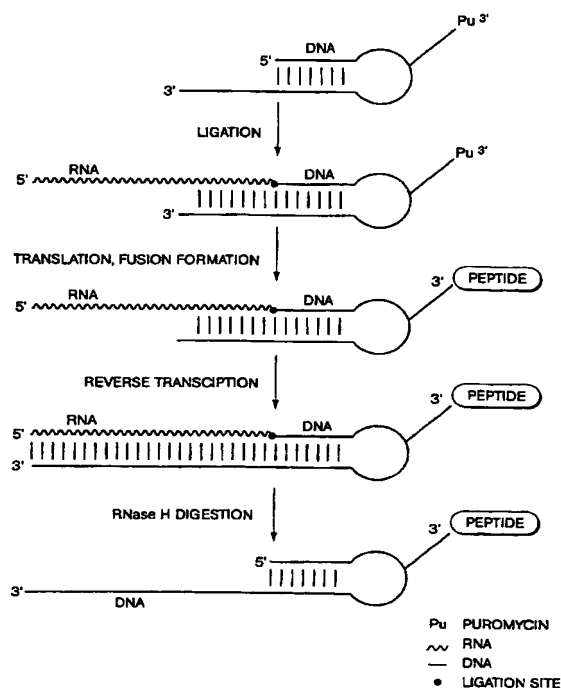 Pu 3'
5' DNA
3'
LIGATION
RNA DNA Pu 3'
5'
3'
TRANSLATION, FUSION FORMATION
RNA DNA 3' PEPTIDE
5'
REVERSE TRANSCIPTION
RNA DNA 3' PEPTIDE
5'
3'
RNase H DIGESTION
3' PEPTIDE
5'
3'
DNA
Pu PUROMYCIN
RNA
DNA
LIGATION SITE